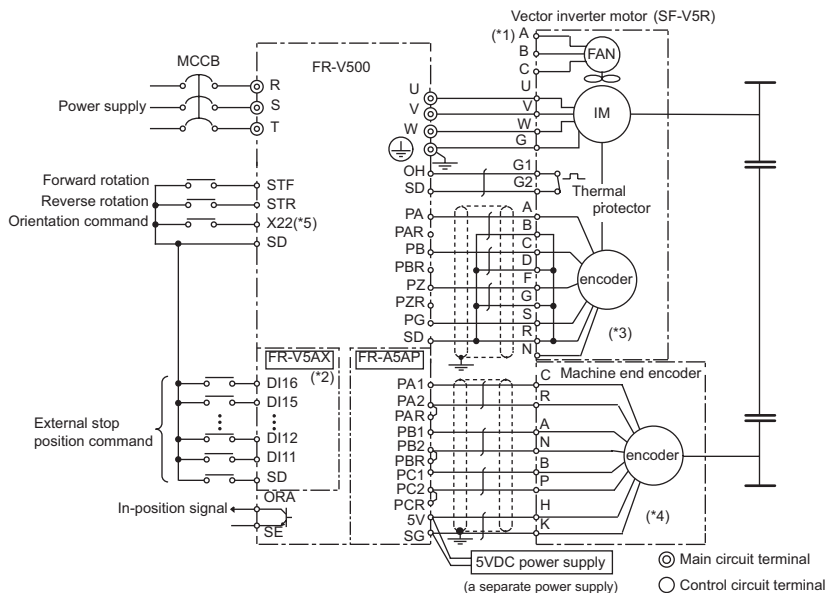 Vector inverter motor (SF-V5R)
(*1)
A
B
C
FAN
MCCB
FR-V500
R
S
T
Power supply
U
V
W
U
V
W
G
IM
OH
SD
G1
G2
Thermal
protector
Forward rotation
Reverse rotation
Orientation command
STF
STR
X22(*5)
SD
PA
PAR
PB
PBR
PZ
PZR
PG
SD
A
B
C
D
F
G
S
R
N
encoder
(*3)
FR-V5AX
(*2)
FR-A5AP
DI16
DI15
DI12
DI11
SD
External stop
position command
In-position signal
ORA
SE
PA1
PA2
PAR
PB1
PB2
PBR
PC1
PC2
PCR
5V
SG
C
R
A
N
B
P
H
K
Machine end encoder
encoder
(*4)
5VDC power supply
(a separate power supply)
Main circuit terminal
Control circuit terminal